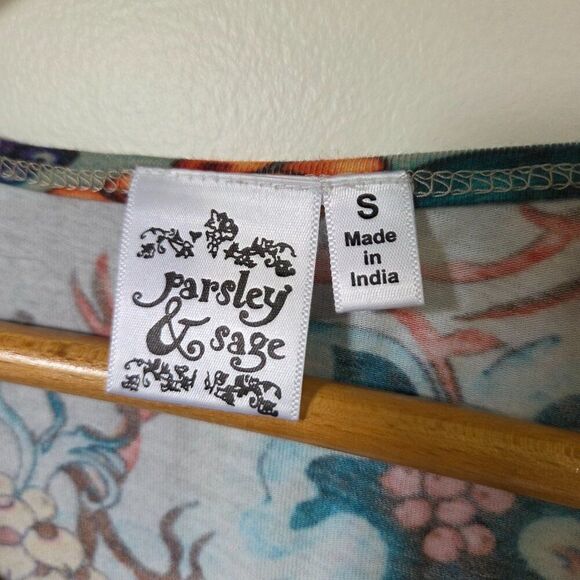 parsley
& sage
S
Made
in
India